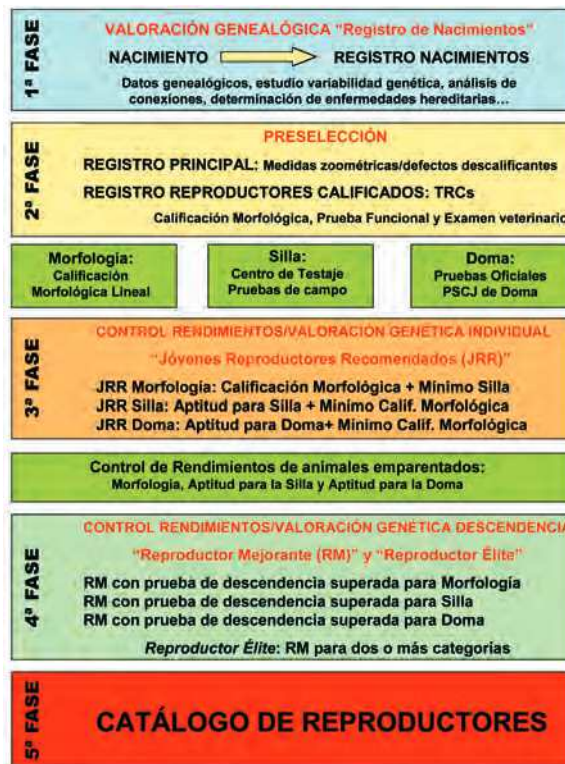 1ª FASE
VALORACIÓN GENEALÓGICA “Registro de Nacimientos”
NACIMIENTO REGISTRO NACIMIENTOS
Datos genealógicos, estudio variabilidad genética, análisis de
conexiones, determinación de enfermedades hereditarias...
2ª FASE
PRESELECCIÓN
REGISTRO PRINCIPAL: Medidas zoométricas/defectos descalificantes
REGISTRO REPRODUCTORES CALIFICADOS: TRCs
Calificación Morfológica, Prueba Funcional y Examen veterinario
Morfología:
Calificación
Morfológica Lineal
Silla:
Centro de Testaje
Pruebas de campo
Doma:
Pruebas Oficiales
PSCJ de Doma
3ª FASE
CONTROL RENDIMIENTOS/VALORACIÓN GENÉTICA INDIVIDUAL
“Jóvenes Reproductores Recomendados (JRR)”
JRR Morfología: Calificación Morfológica + Mínimo Silla
JRR Silla: Aptitud para Silla + Mínimo Calif. Morfológica
JRR Doma: Aptitud para Doma+ Mínimo Calif. Morfológica
Control de Rendimientos de animales emparentados:
Morfología, Aptitud para la Silla y Aptitud para la Doma
4ª FASE
CONTROL RENDIMIENTOS/VALORACIÓN GENÉTICA DESCENDENCIA
“Reproductor Mejorante (RM)” y “Reproductor Élite”
RM con prueba de descendencia superada para Morfología
RM con prueba de descendencia superada para Silla
RM con prueba de descendencia superada para Doma
Reproductor Élite: RM para dos o más categorías
5ª FASE
CATÁLOGO DE REPRODUCTORES